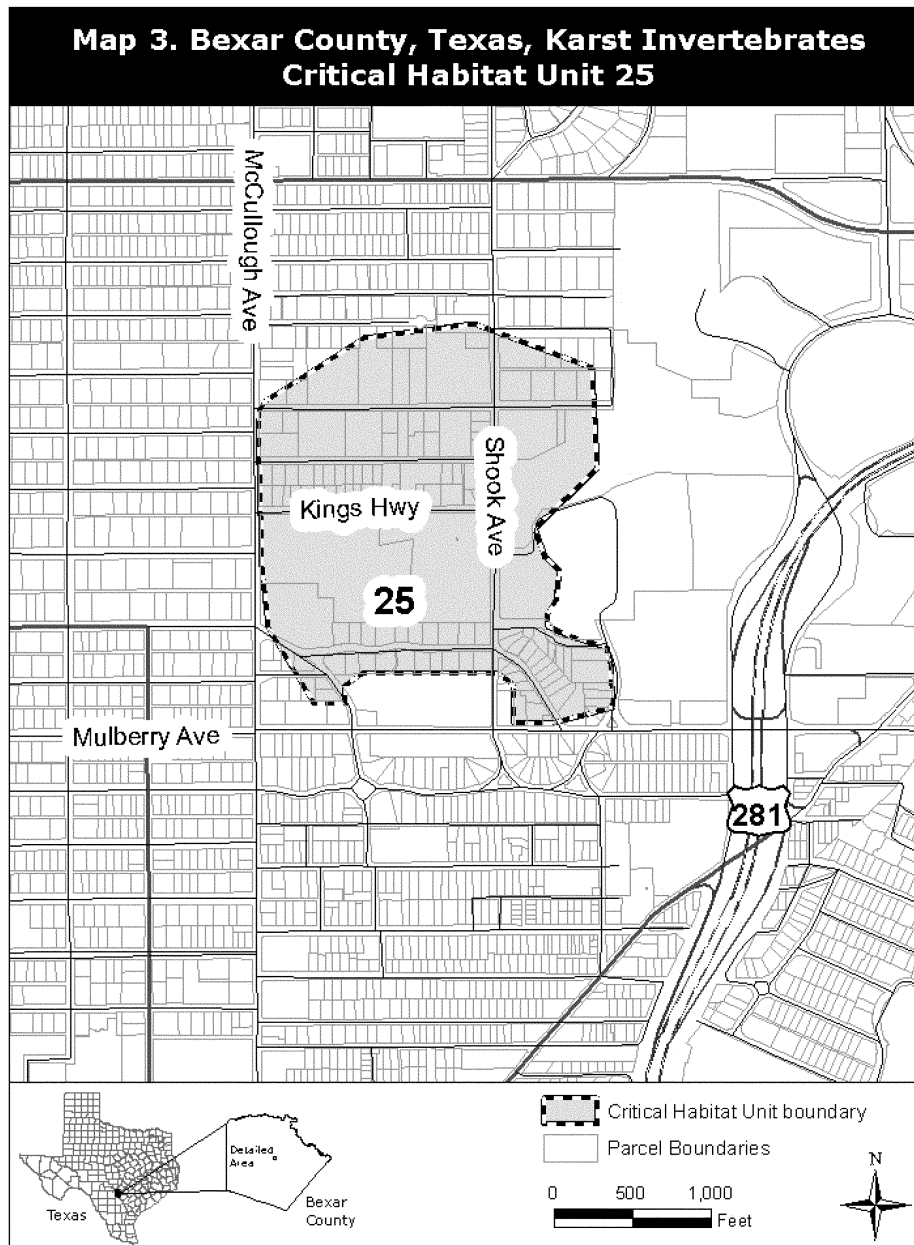 Map 3. Bexar County, Texas, Karst Invertebrates
Critical Habitat Unit 25
McCullough Ave
Shook Ave
Kings Hwy
25
Mulberry Ave
281
Texas
Detailed
Area
Bexar
County
Critical Habitat Unit boundary
Parcel Boundaries
0 500 1,000
Feet
N